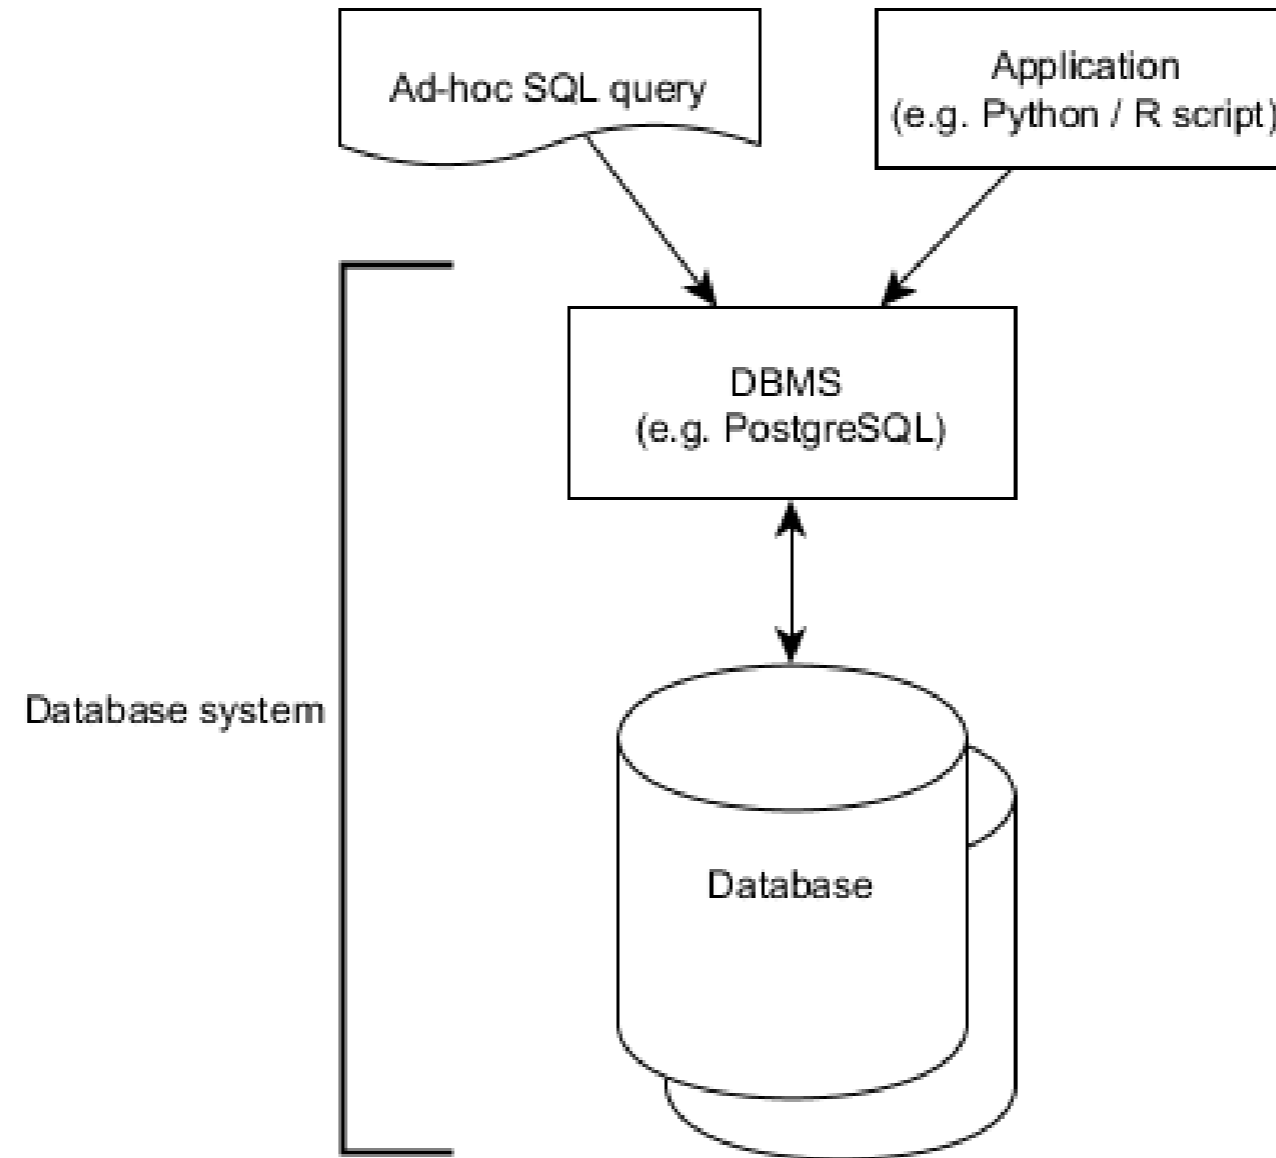 Ad-hoc SQL query
Application
(e.g. Python / R script)
DBMS
(e.g. PostgreSQL)
Database system
Database